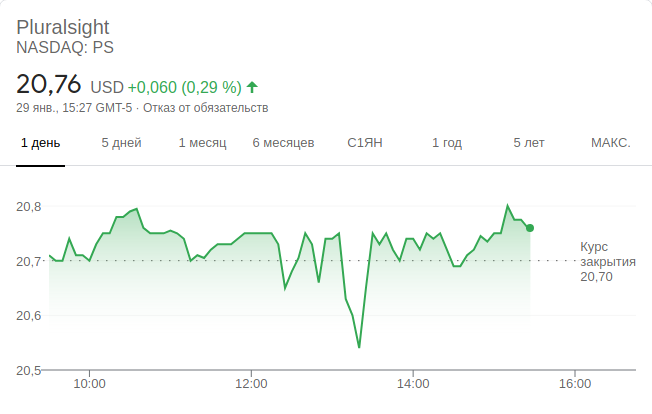 Pluralsight
NASDAQ: PS
20,76 USD +0,060 (0,29 %)
29 янв., 15:27 GMT-5 · Отказ от обязательств
1 день 5 дней 1 месяц 6 месяцев С1ЯН 1 год 5 лет МАКС.
20,8
20,7
20,6
20,5
Курс
закрытия
20,70
10:00 12:00 14:00 16:00